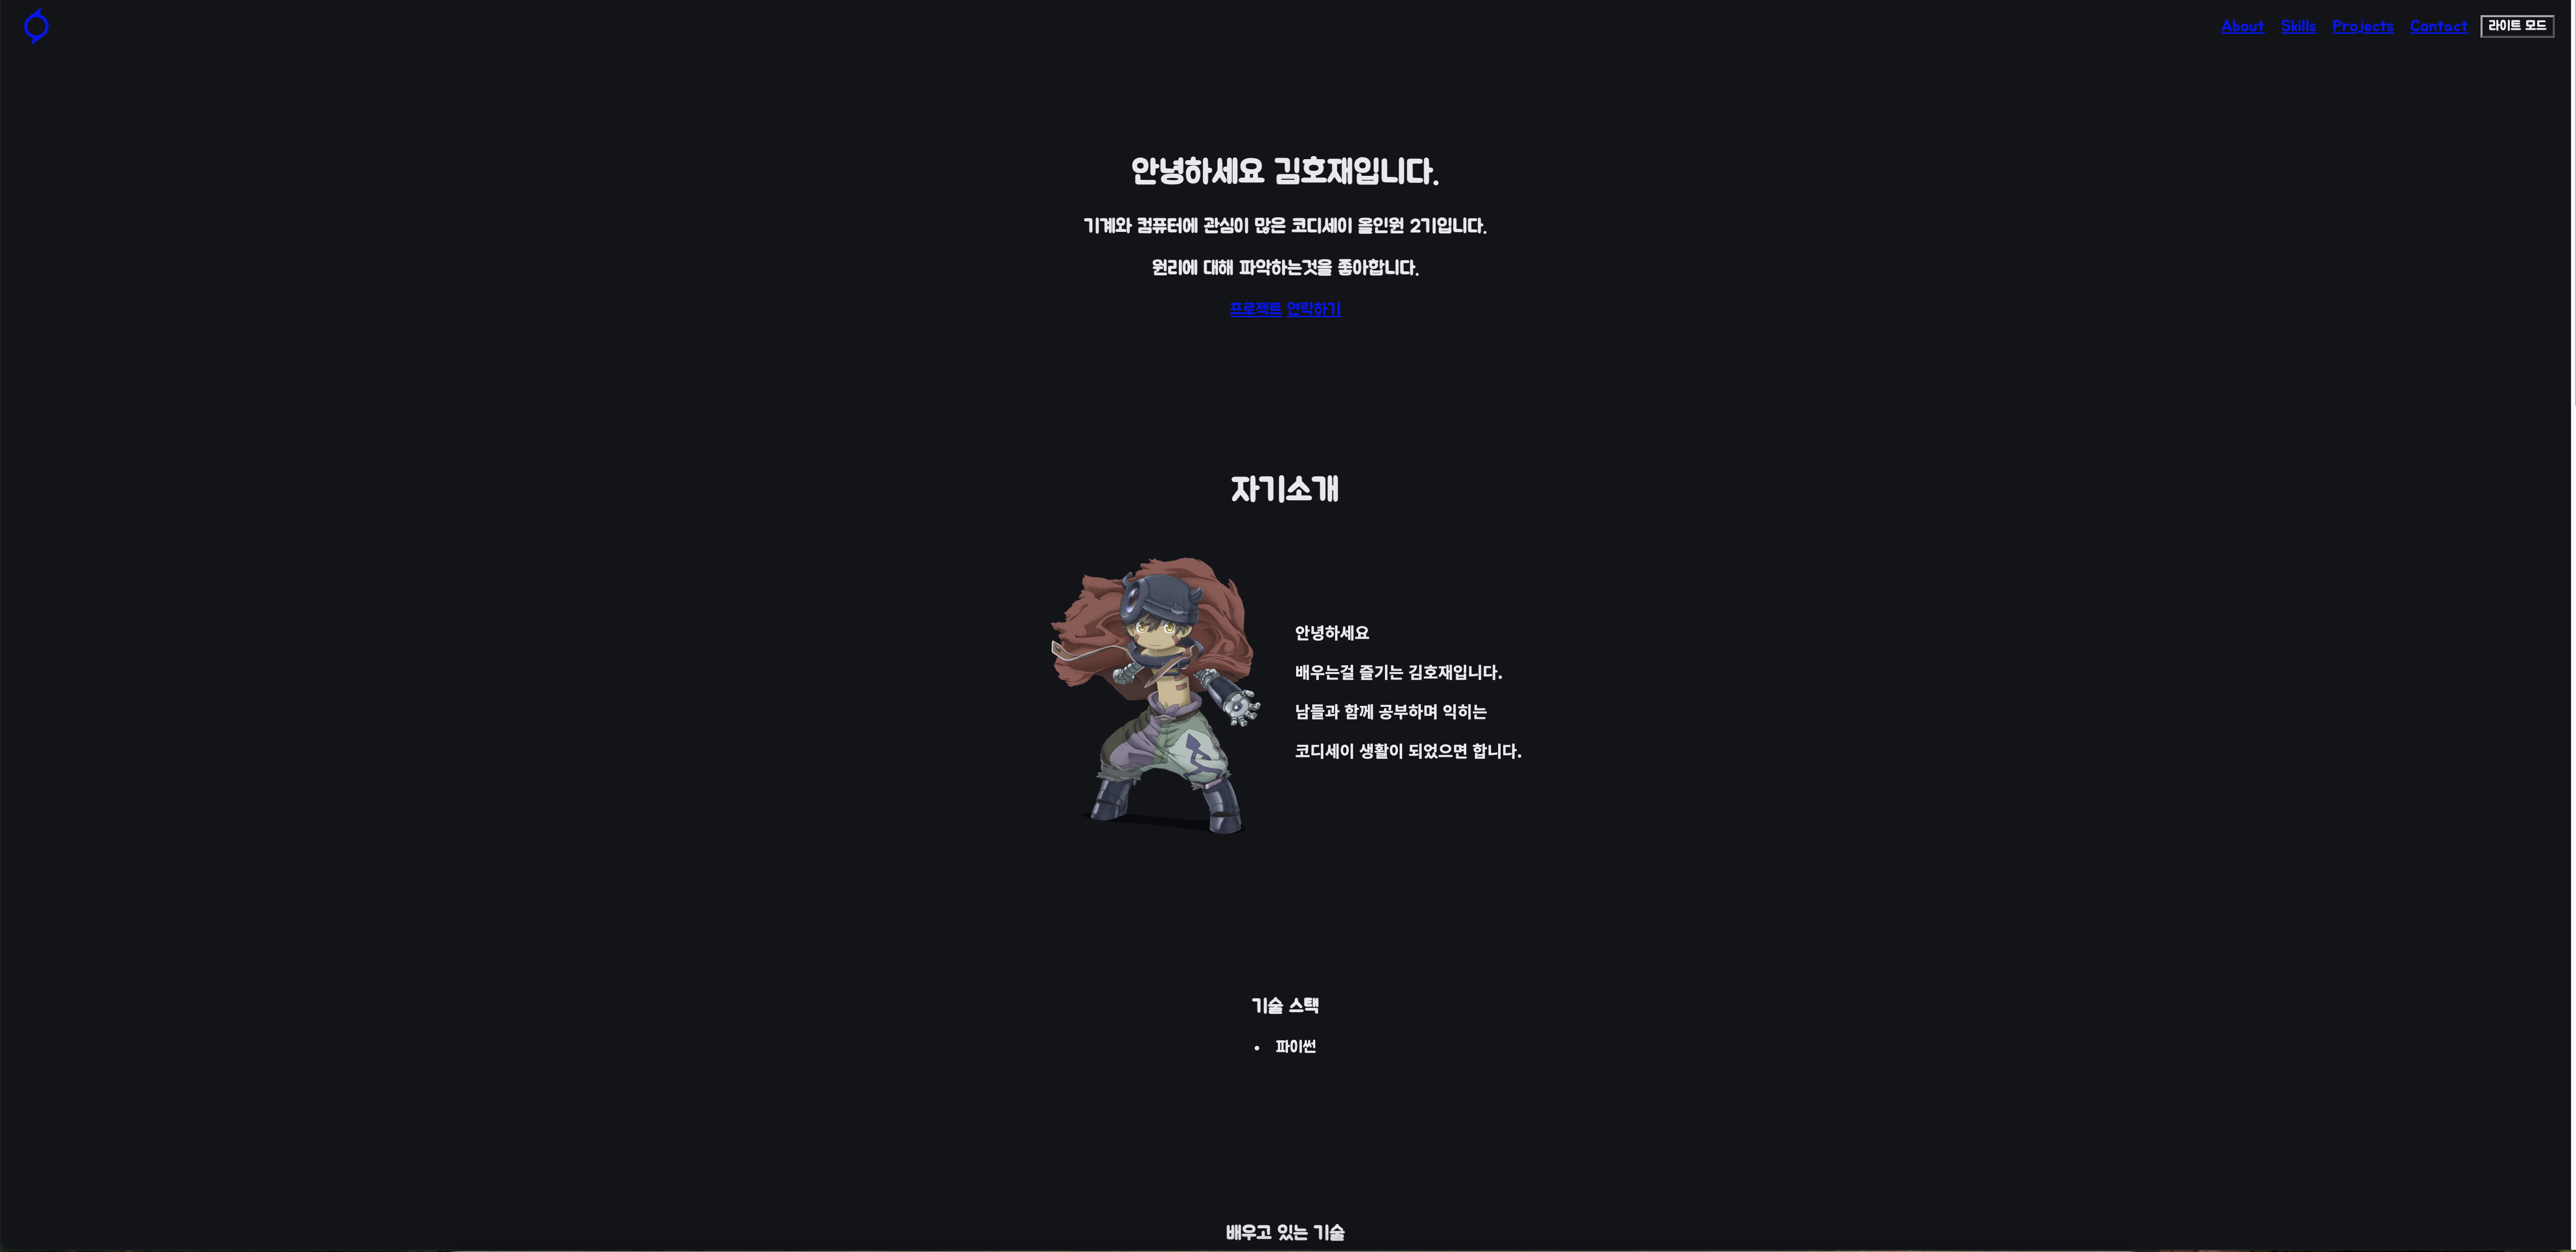 About Skills Projects Contact 라이트 모드
안녕하세요 김호재입니다.
기계와 컴퓨터에 관심이 많은 코디세이 올인원 2기입니다.
원리에 대해 파악하는것을 좋아합니다.
프로젝트 연락하기
자기소개
안녕하세요
배우는걸 즐기는 김호재입니다.
남들과 함께 공부하며 익히는
코디세이 생활이 되었으면 합니다.
기술 스택
• 파이썬
배우고 있는 기술